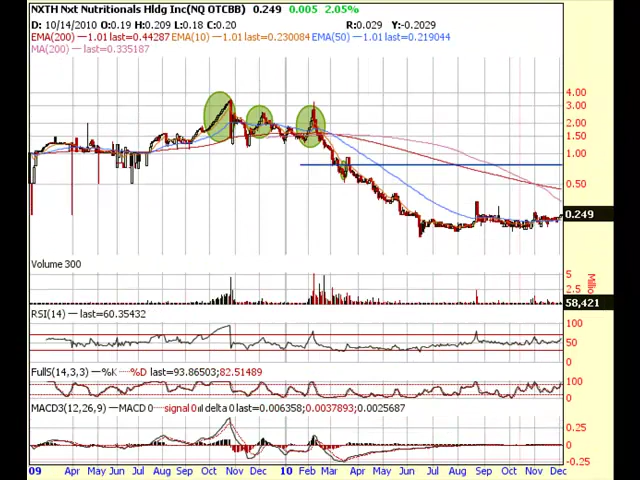 NXTH Nxt Nutritionals Hldg Inc(NQ OTCBB) 0.249 0.005 2.05%
D: 10/14/2010 O:0.19 H:0.209 L:0.18 C:0.20 R:0.029 Y:-0.2029
EMA(200) —1.01 last=0.44287 EMA(10) —1.01 last=0.230084 EMA(50) —1.01 last=0.219044
MA(200) —last=0.335187
4.00
3.00
2.00
1.50
1.00
0.50
0.249
Volume 300
5
2.5
Millio
58,421
RSI(14) —last=60.35432
100
50
0
FullS(14,3,3) —%K —%D last=93.86503;82.51489
100
0
MACD3(12,26,9) —MACD 0 —signal 0 delta 0 last=0.006358;0.0037893;0.0025687
0.25
0
-0.25
09 Apr May Jun Jul Aug Sep Oct Nov Dec 10 Feb Mar Apr May Jun Jul Aug Sep Oct Nov Dec